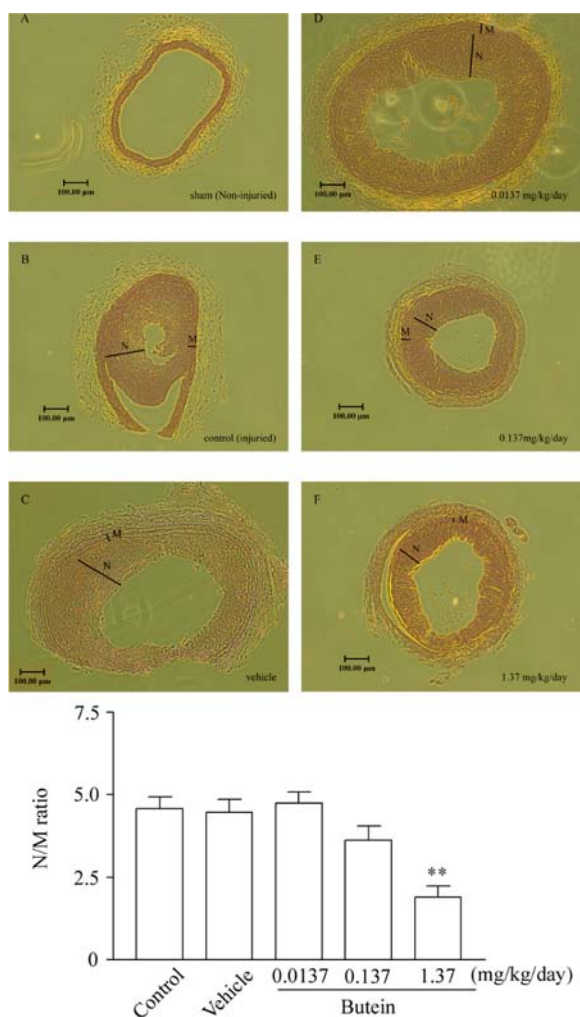 A
100.00 µm
sham (Non-injuried)
D
M
N
100.00 µm
0.0137 mg/kg/day
B
N
M
100.00 µm
control (injuried)
E
N
M
100.00 µm
0.137mg/kg/day
C
M
N
100.00 µm
vehicle
F
M
N
100.00 µm
1.37 mg/kg/day
7.5
5.0
2.5
0
N/M ratio
**
Control
Vehicle
0.0137 0.137 1.37 (mg/kg/day)
Butein